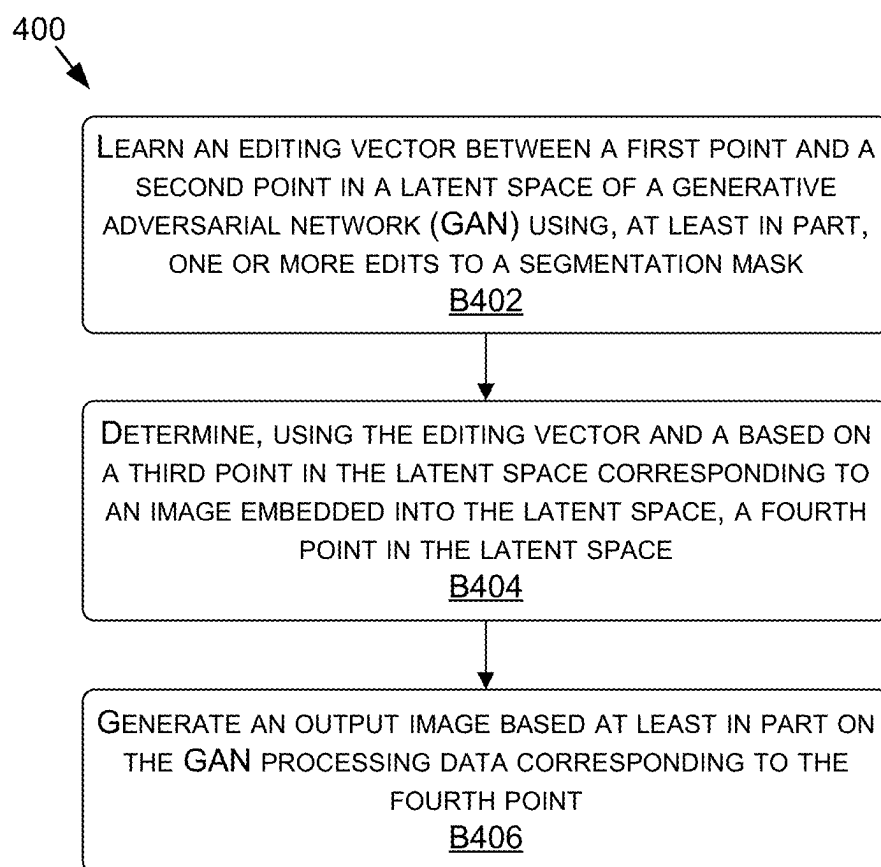 400
LEARN AN EDITING VECTOR BETWEEN A FIRST POINT AND A
SECOND POINT IN A LATENT SPACE OF A GENERATIVE
ADVERSARIAL NETWORK (GAN) USING, AT LEAST IN PART,
ONE OR MORE EDITS TO A SEGMENTATION MASK
B402
DETERMINE, USING THE EDITING VECTOR AND A BASED ON
A THIRD POINT IN THE LATENT SPACE CORRESPONDING TO
AN IMAGE EMBEDDED INTO THE LATENT SPACE, A FOURTH
POINT IN THE LATENT SPACE
B404
GENERATE AN OUTPUT IMAGE BASED AT LEAST IN PART ON
THE GAN PROCESSING DATA CORRESPONDING TO THE
FOURTH POINT
B406